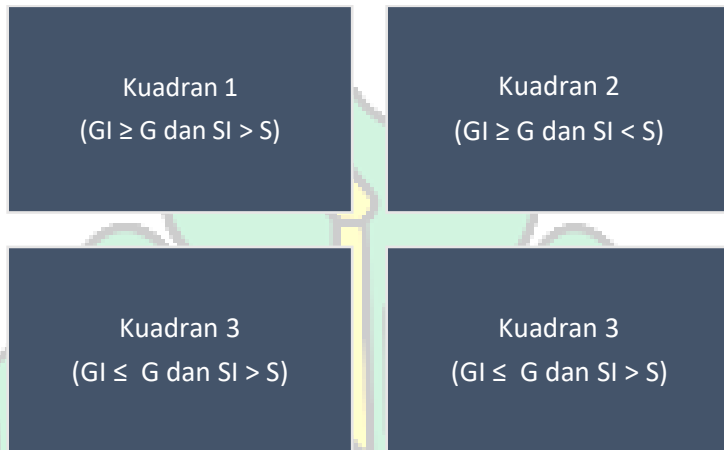 Kuadran 1
(GI ≥ G dan SI > S)
Kuadran 2
(GI ≥ G dan SI < S)
Kuadran 3
(GI ≤ G dan SI > S)
Kuadran 3
(GI ≤ G dan SI > S)